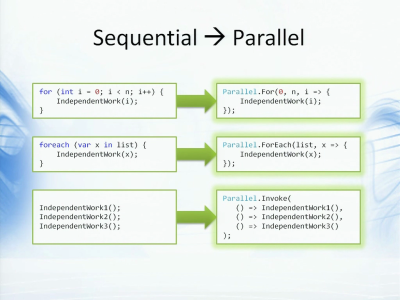 Sequential → Parallel
for (int i = 0; i < n; i++) {
    IndependentWork(i);
}
Parallel.For(0, n, i => {
    IndependentWork(i);
});
foreach (var x in list) {
    IndependentWork(x);
}
Parallel.ForEach(list, x => {
    IndependentWork(x);
});
IndependentWork1();
IndependentWork2();
IndependentWork3();
Parallel.Invoke(
    () => IndependentWork1(),
    () => IndependentWork2(),
    () => IndependentWork3()
);